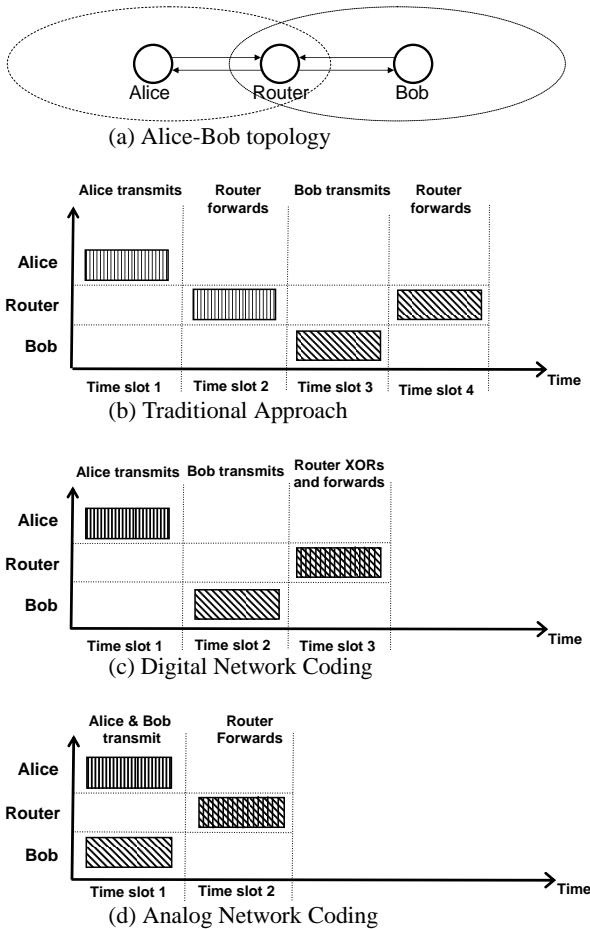 Alice Router Bob
(a) Alice-Bob topology
Alice transmits Router forwards Bob transmits Router forwards
Alice
Router
Bob
Time
Time slot 1 Time slot 2 Time slot 3 Time slot 4
(b) Traditional Approach
Alice transmits Bob transmits Router XORs and forwards
Alice
Router
Bob
Time
Time slot 1 Time slot 2 Time slot 3
(c) Digital Network Coding
Alice & Bob transmit Router Forwards
Alice
Router
Bob
Time
Time slot 1 Time slot 2
(d) Analog Network Coding